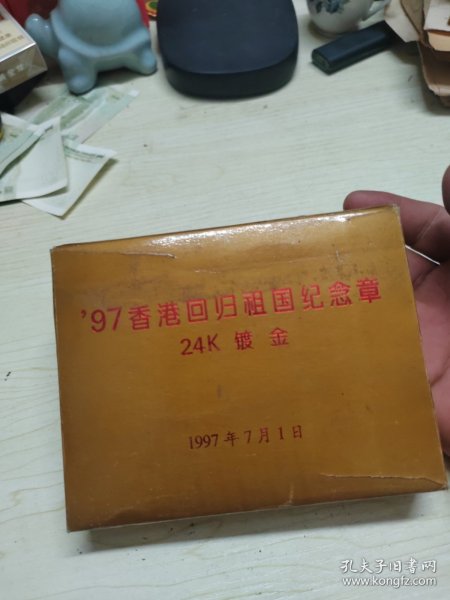 '97香港回归祖国纪念章
24K 镀金
1997年7月1日
孔夫子旧书网
www.kongfz.com